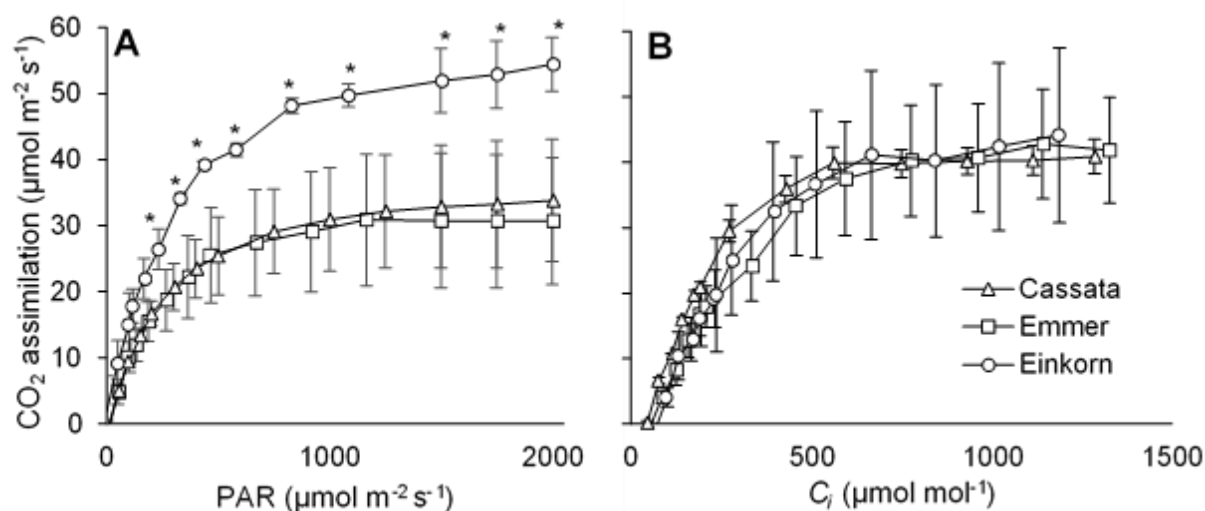 A
B
CO₂ assimilation (µmol m⁻² s⁻¹)
60
50
40
30
20
10
0
* * * * * * * * * *
0 1000 2000
PAR (µmol m⁻² s⁻¹)
Cassata
Emmer
Einkorn
0 500 1000 1500
Cᵢ (µmol mol⁻¹)